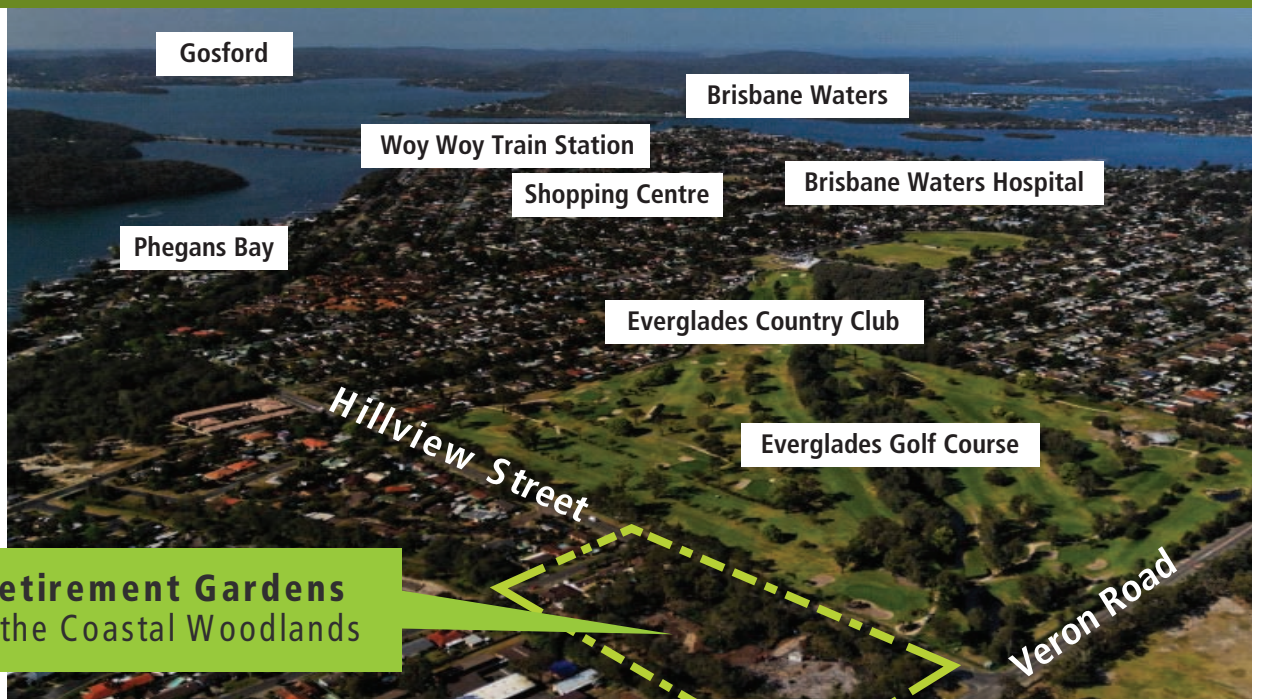 Gosford
Brisbane Waters
Woy Woy Train Station
Brisbane Waters Hospital
Shopping Centre
Phegans Bay
Everglades Country Club
Hillview Street
Everglades Golf Course
etirement Gardens
the Coastal Woodlands
Veron Road